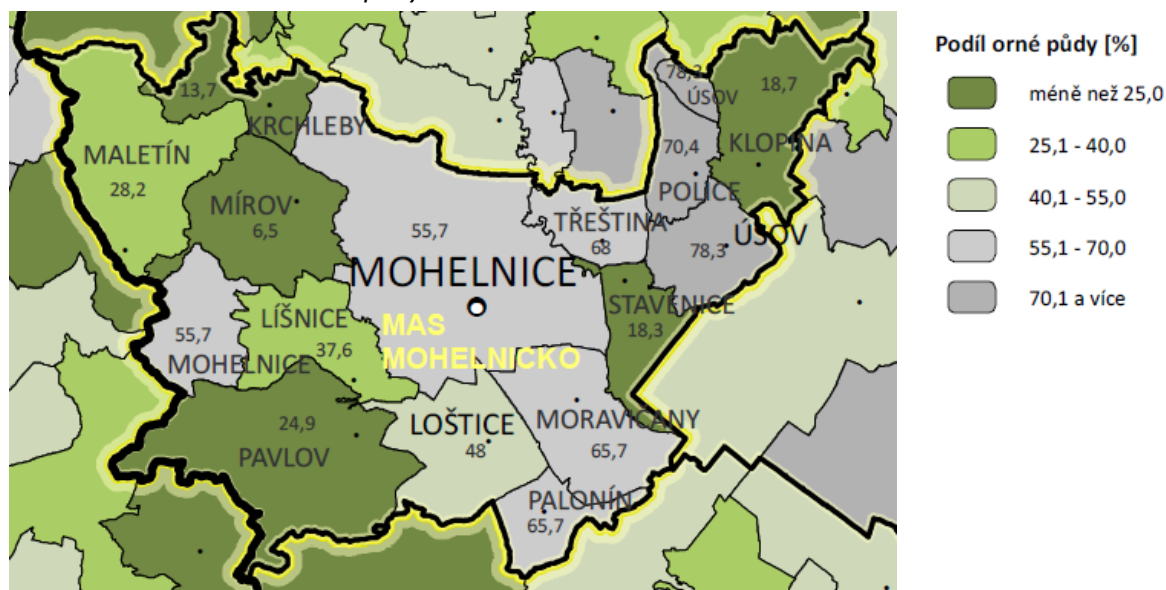 Podíl orné půdy [%]
méně než 25,0
25,1 - 40,0
40,1 - 55,0
55,1 - 70,0
70,1 a více
13,7
KRCHLEBY
MALETÍN
28,2
MÍROV
6,5
55,7
MOHELNICE
MAS
MOHELNICKO
TŘEŠTINA
68
ÚSOV
70,4
POLICE
18,7
KLOPINA
ÚSOV
78,3
STAVENICE
18,3
LÍŠNICE
37,6
55,7
MOHELNICE
24,9
PAVLOV
LOŠTICE
48
MORAVIČANY
65,7
PALONÍN
65,7